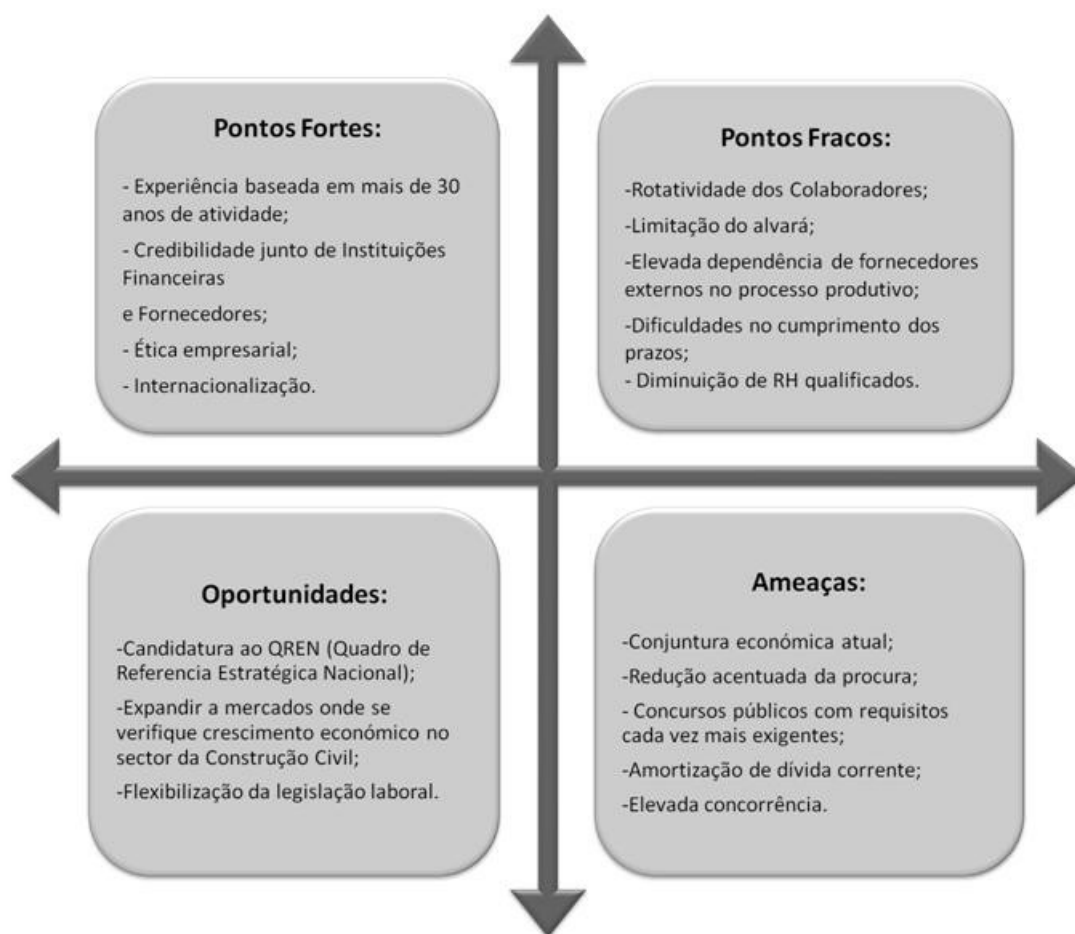 Pontos Fortes:
- Experiência baseada em mais de 30
anos de atividade;
- Credibilidade junto de Instituições
Financeiras
e Fornecedores;
- Ética empresarial;
- Internacionalização.
Pontos Fracos:
-Rotatividade dos Colaboradores;
-Limitação do alvará;
-Elevada dependência de fornecedores
externos no processo produtivo;
-Dificuldades no cumprimento dos
prazos;
- Diminuição de RH qualificados.
Oportunidades:
-Candidatura ao QREN (Quadro de
Referencia Estratégica Nacional);
-Expandir a mercados onde se
verifique crescimento económico no
sector da Construção Civil;
-Flexibilização da legislação laboral.
Ameaças:
-Conjuntura económica atual;
-Redução acentuada da procura;
- Concursos públicos com requisitos
cada vez mais exigentes;
-Amortização de dívida corrente;
-Elevada concorrência.